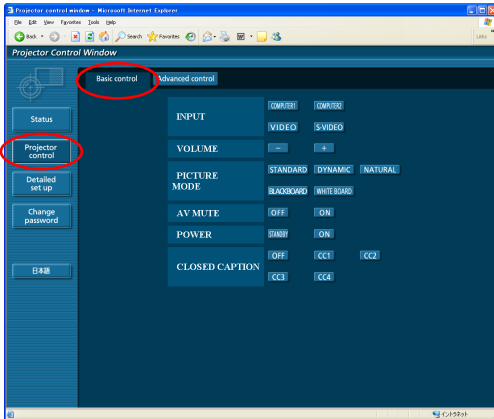 Projector control window - Microsoft Internet Explorer
File Edit View Favorites Tools Help
Back Search Favorites Links
Projector Control Window
Basic control Advanced control
Status
Projector control
Detailed set up
Change password
日本語
INPUT COMPUTER1 COMPUTER2
VIDEO S-VIDEO
VOLUME - +
PICTURE MODE STANDARD DYNAMIC NATURAL
BLACKBOARD WHITE BOARD
AV MUTE OFF ON
POWER STANDBY ON
CLOSED CAPTION OFF CC1 CC2
CC3 CC4
インターネット